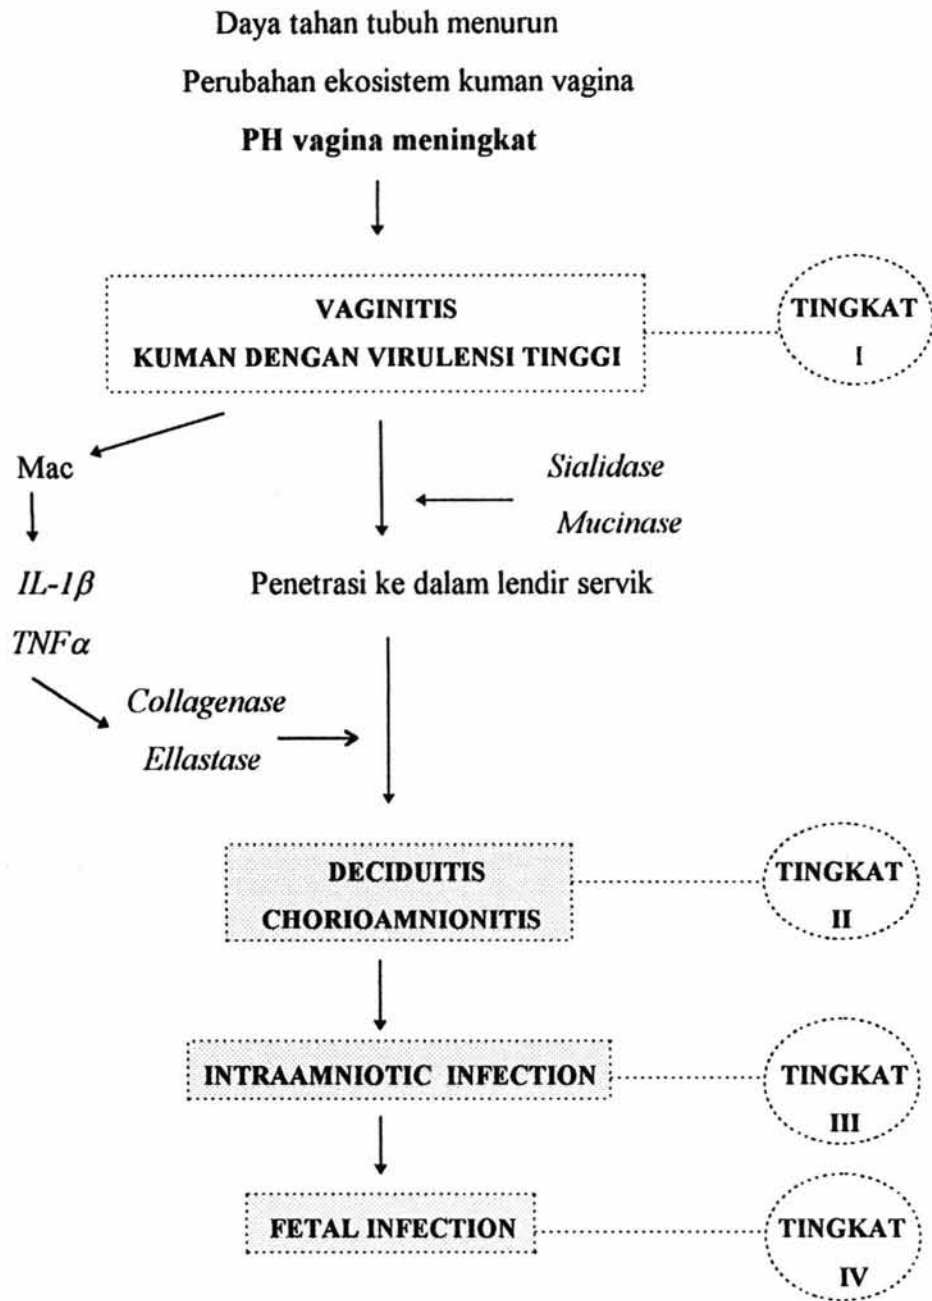 Daya tahan tubuh menurun
Perubahan ekosistem kuman vagina
PH vagina meningkat
VAGINITIS
KUMAN DENGAN VIRULENSI TINGGI
TINGKAT
I
Mac
Sialidase
Mucinase
IL-1β
TNFα
Penetrasi ke dalam lendir servik
Collagenase
Ellastase
DECIDUITIS
CHORIOAMNIONITIS
TINGKAT
II
INTRAAMNIOTIC INFECTION
TINGKAT
III
FETAL INFECTION
TINGKAT
IV